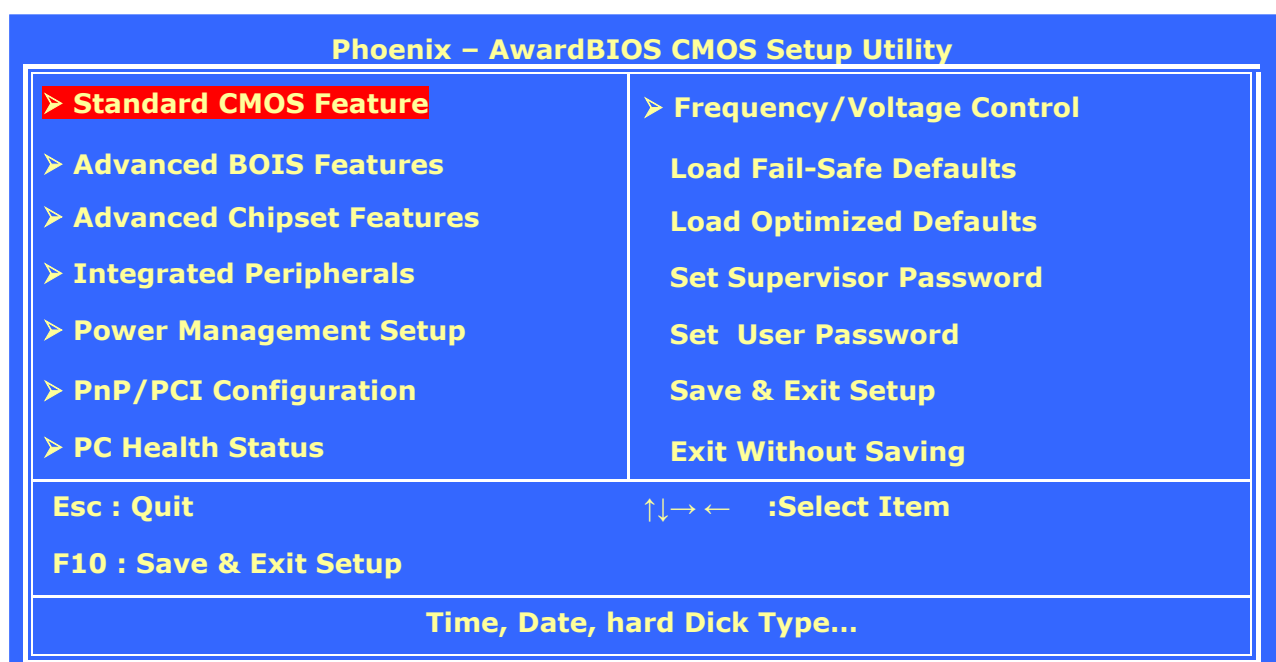 Phoenix – AwardBIOS CMOS Setup Utility
➢ Standard CMOS Feature
➢ Advanced BOIS Features
➢ Advanced Chipset Features
➢ Integrated Peripherals
➢ Power Management Setup
➢ PnP/PCI Configuration
➢ PC Health Status
➢ Frequency/Voltage Control
Load Fail-Safe Defaults
Load Optimized Defaults
Set Supervisor Password
Set User Password
Save & Exit Setup
Exit Without Saving
Esc : Quit
↑↓→← :Select Item
F10 : Save & Exit Setup
Time, Date, hard Dick Type...